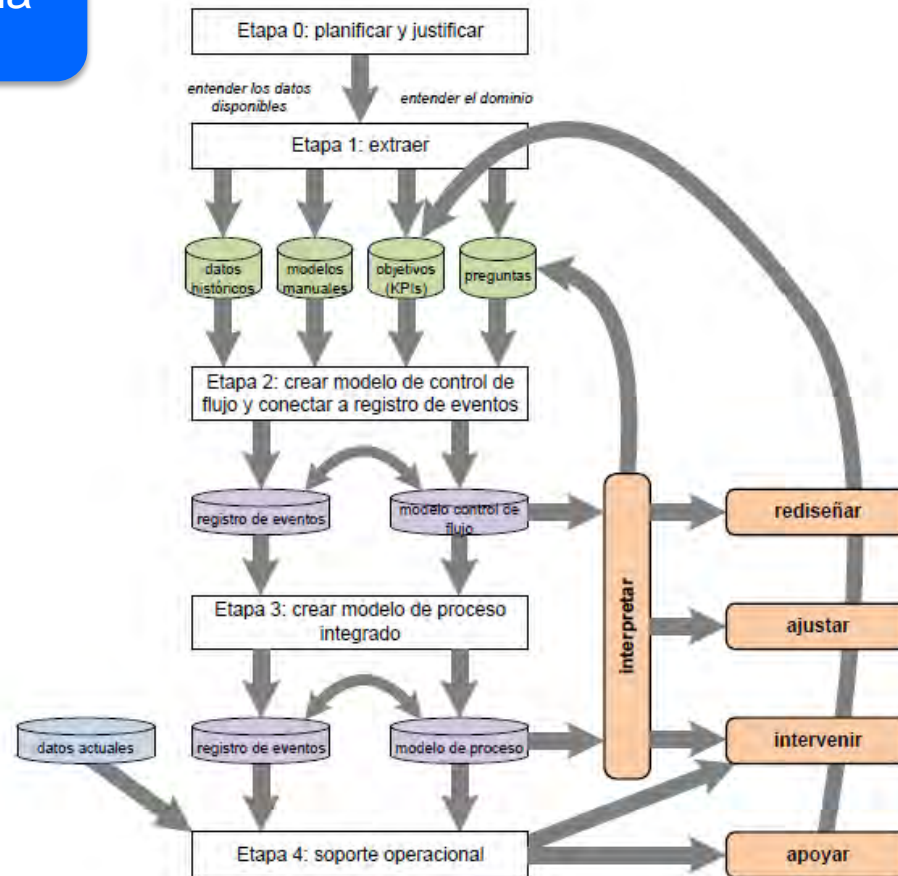 Etapa 0: planificar y justificar
entender los datos
disponibles
entender el dominio
Etapa 1: extraer
datos
históricos
modelos
manuales
objetivos
(KPIs)
preguntas
Etapa 2: crear modelo de control de
flujo y conectar a registro de eventos
registro de eventos
modelo control de
flujo
interpretar
rediseñar
Etapa 3: crear modelo de proceso
integrado
ajustar
datos actuales
registro de eventos
modelo de proceso
intervenir
Etapa 4: soporte operacional
apoyar